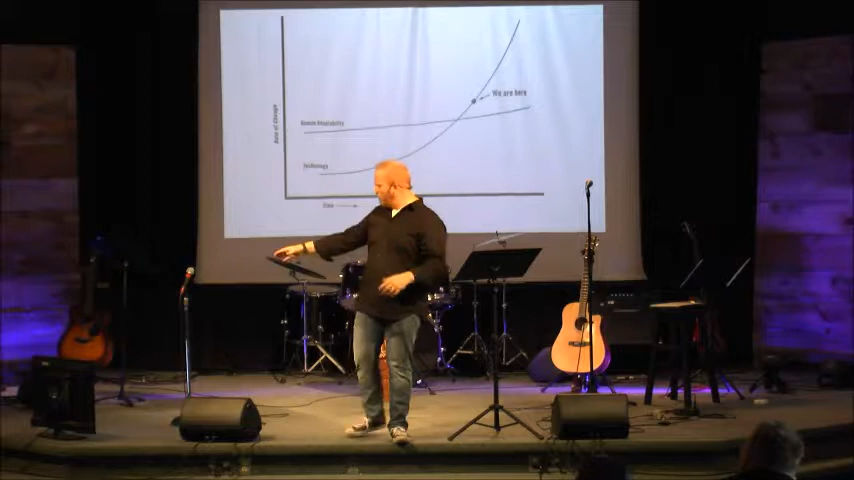 We are here
Rate of Change
Human Adaptability
Technology
Time